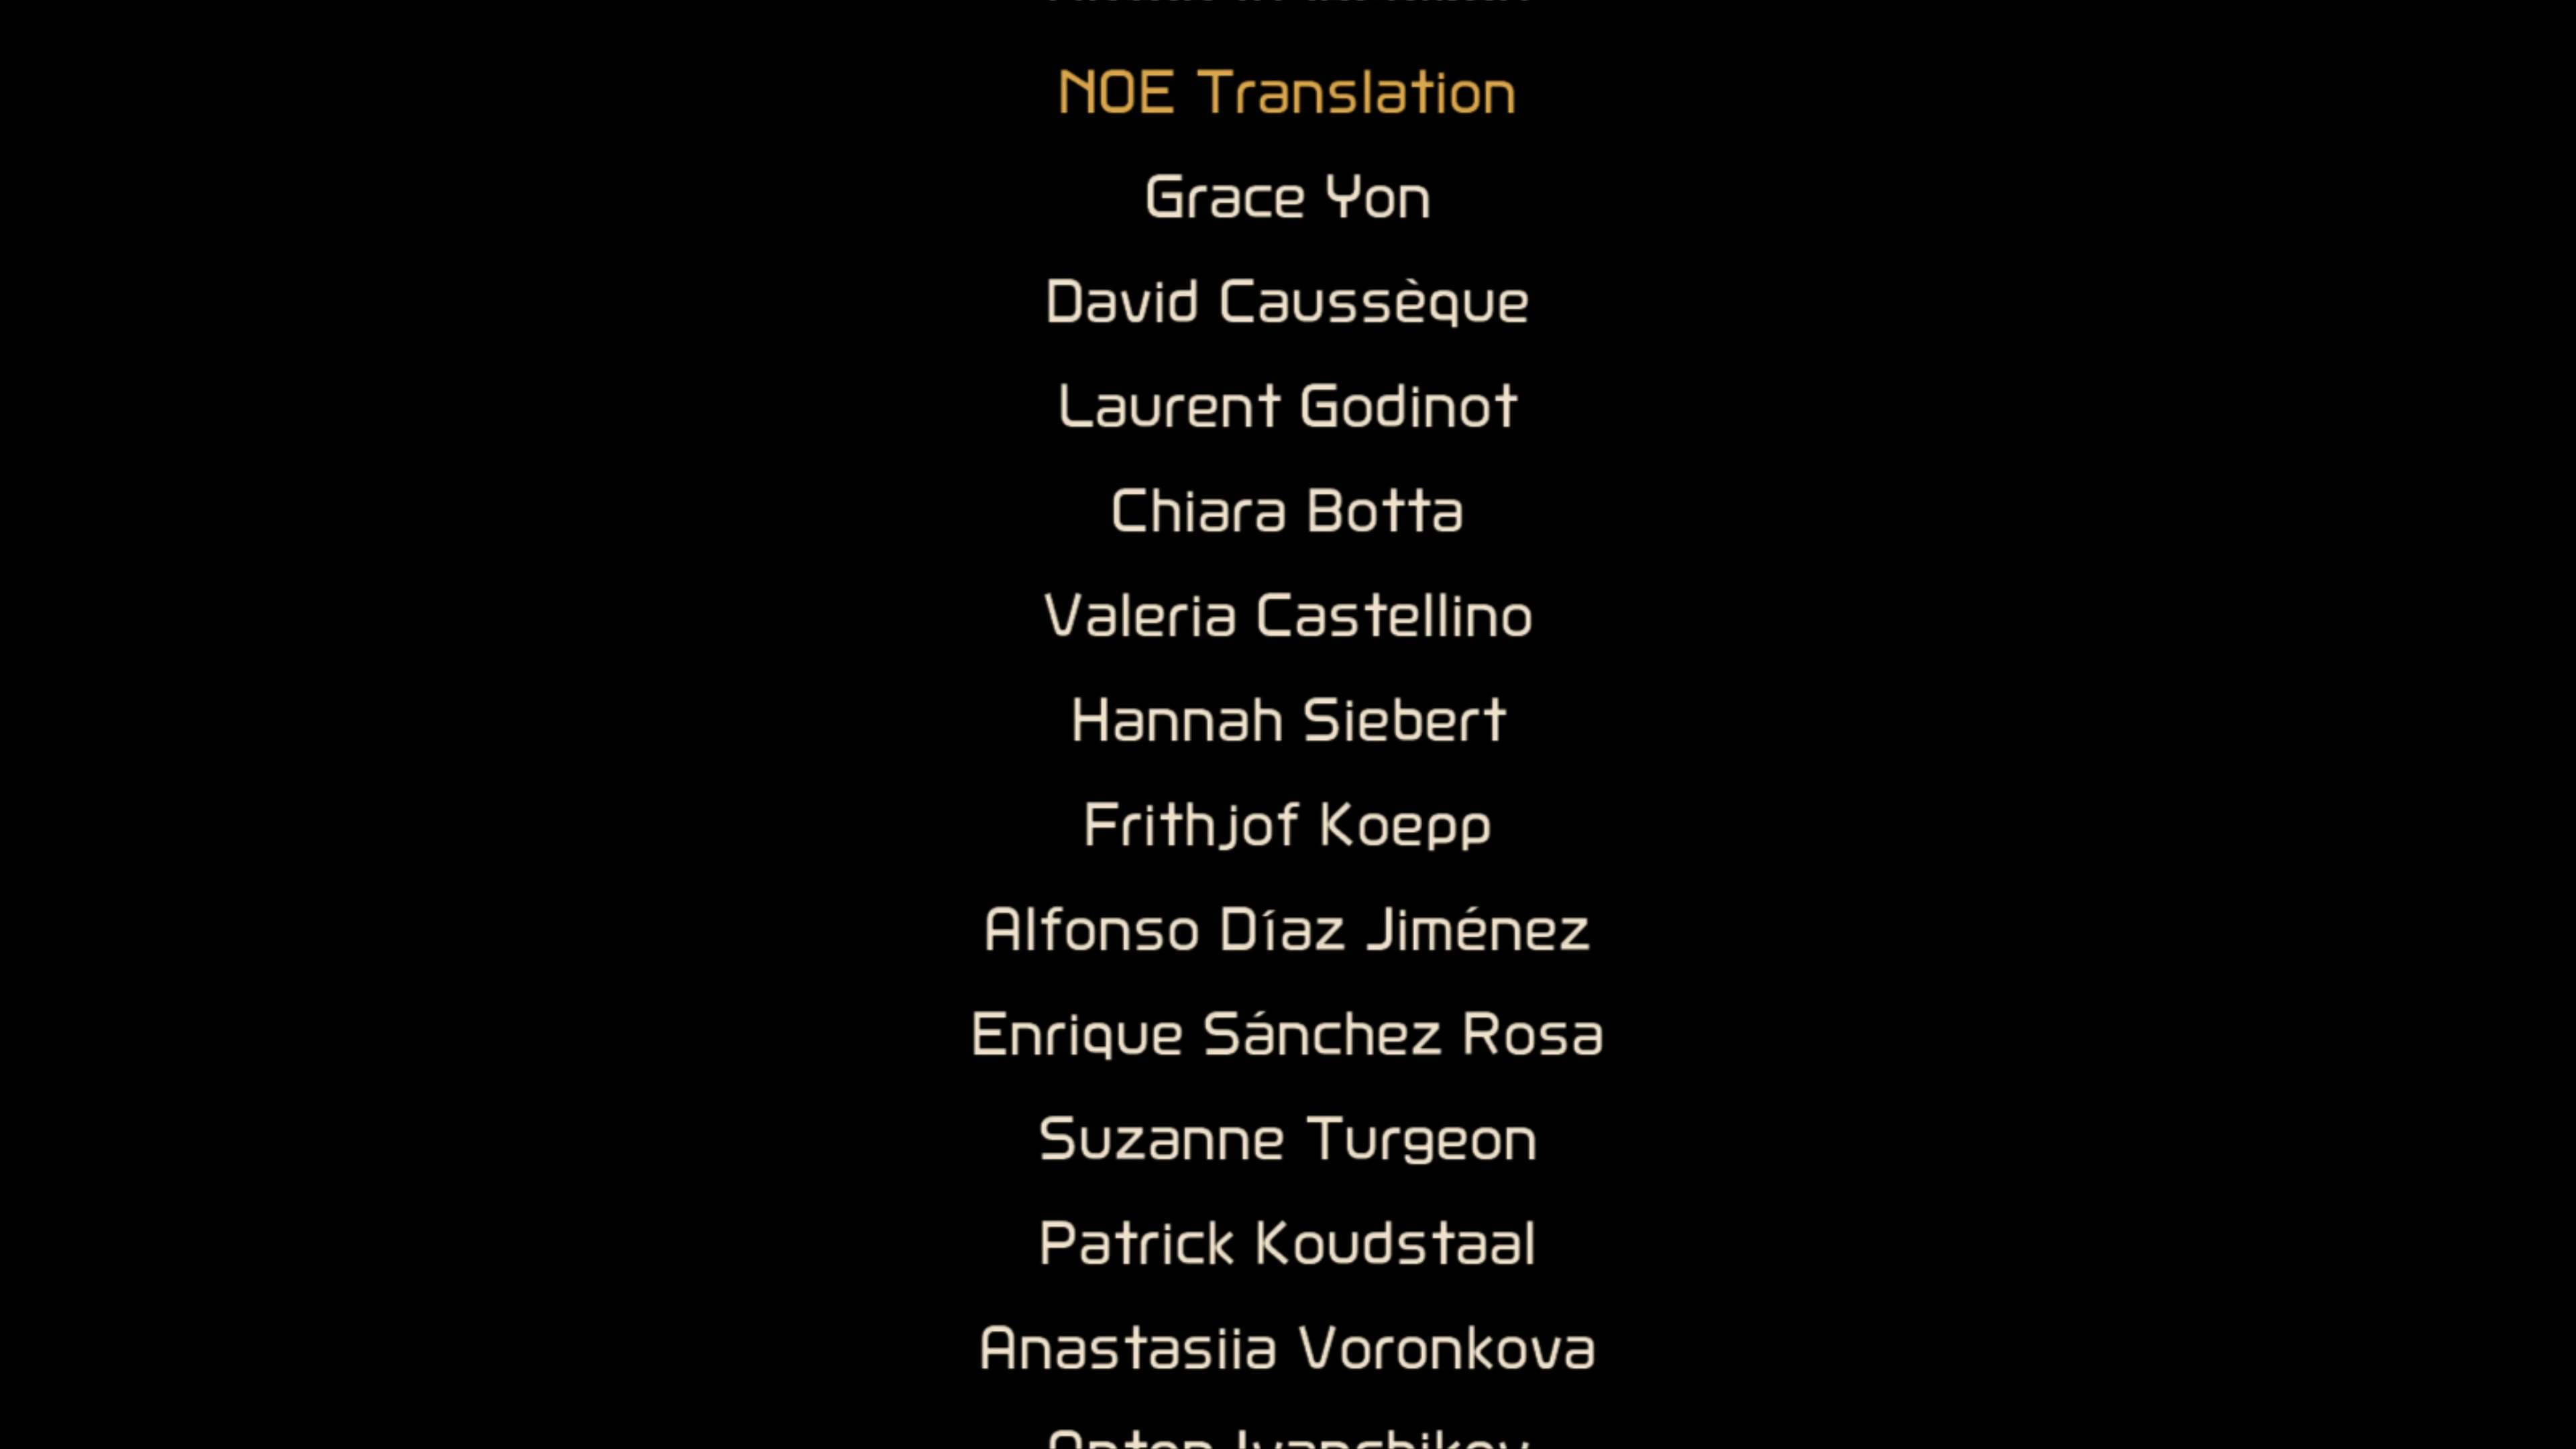 NOE Translation
Grace Yon
David Caussèque
Laurent Godinot
Chiara Botta
Valeria Castellino
Hannah Siebert
Frithjof Koepp
Alfonso Díaz Jiménez
Enrique Sánchez Rosa
Suzanne Turgeon
Patrick Koudstaal
Anastasiia Voronkova